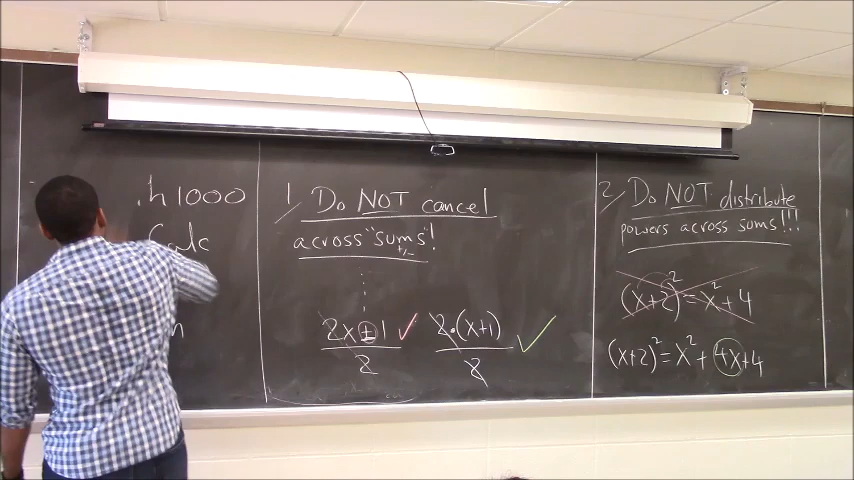 .h 1000
Calc
n
1/ Do NOT cancel
across "sums"!
+/-
2x ± 1 ✓
2
2·(x+1) ✓
2
2/ Do NOT distribute
powers across sums!!!
(x+2)² = x² + 4
(x+2)² = x² + 4x + 4